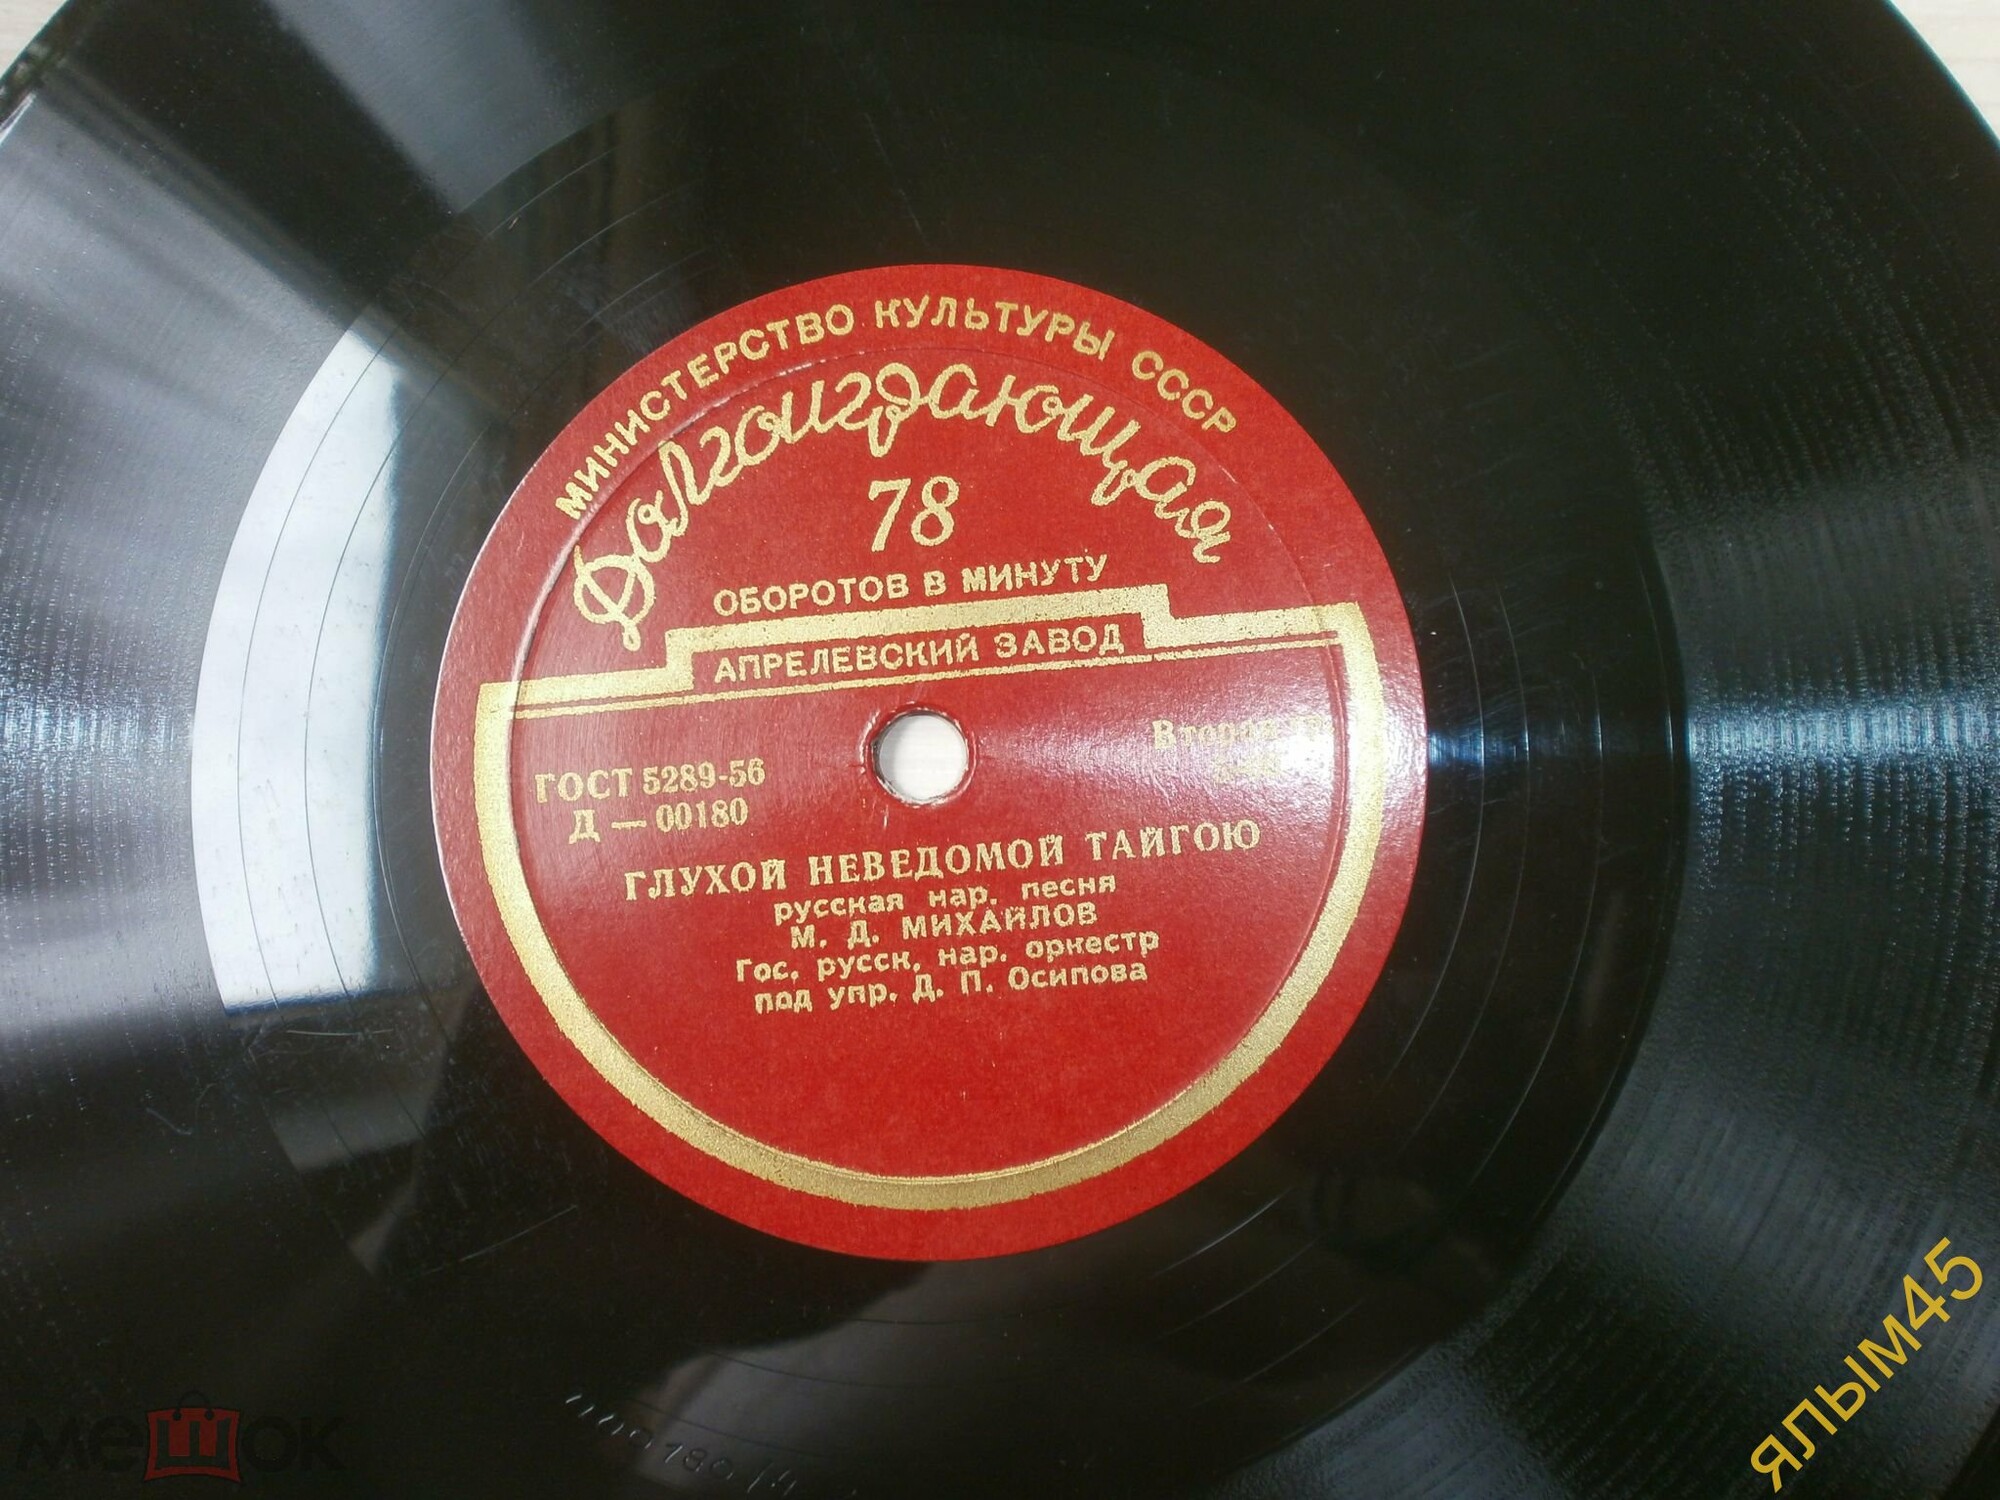 МИНИСТЕРСТВО КУЛЬТУРЫ СССР
Долгоиграющая
78
ОБОРОТОВ В МИНУТУ
АПРЕЛЕВСКИЙ ЗАВОД
ГОСТ 5289-56
Д — 00180
ГЛУХОЙ НЕВЕДОМОЙ ТАЙГОЮ
русская нар. песня
М. Д. МИХАЙЛОВ
Гос. русск. нар. оркестр
под упр. Д. П. Осипова
ялым45
мешок